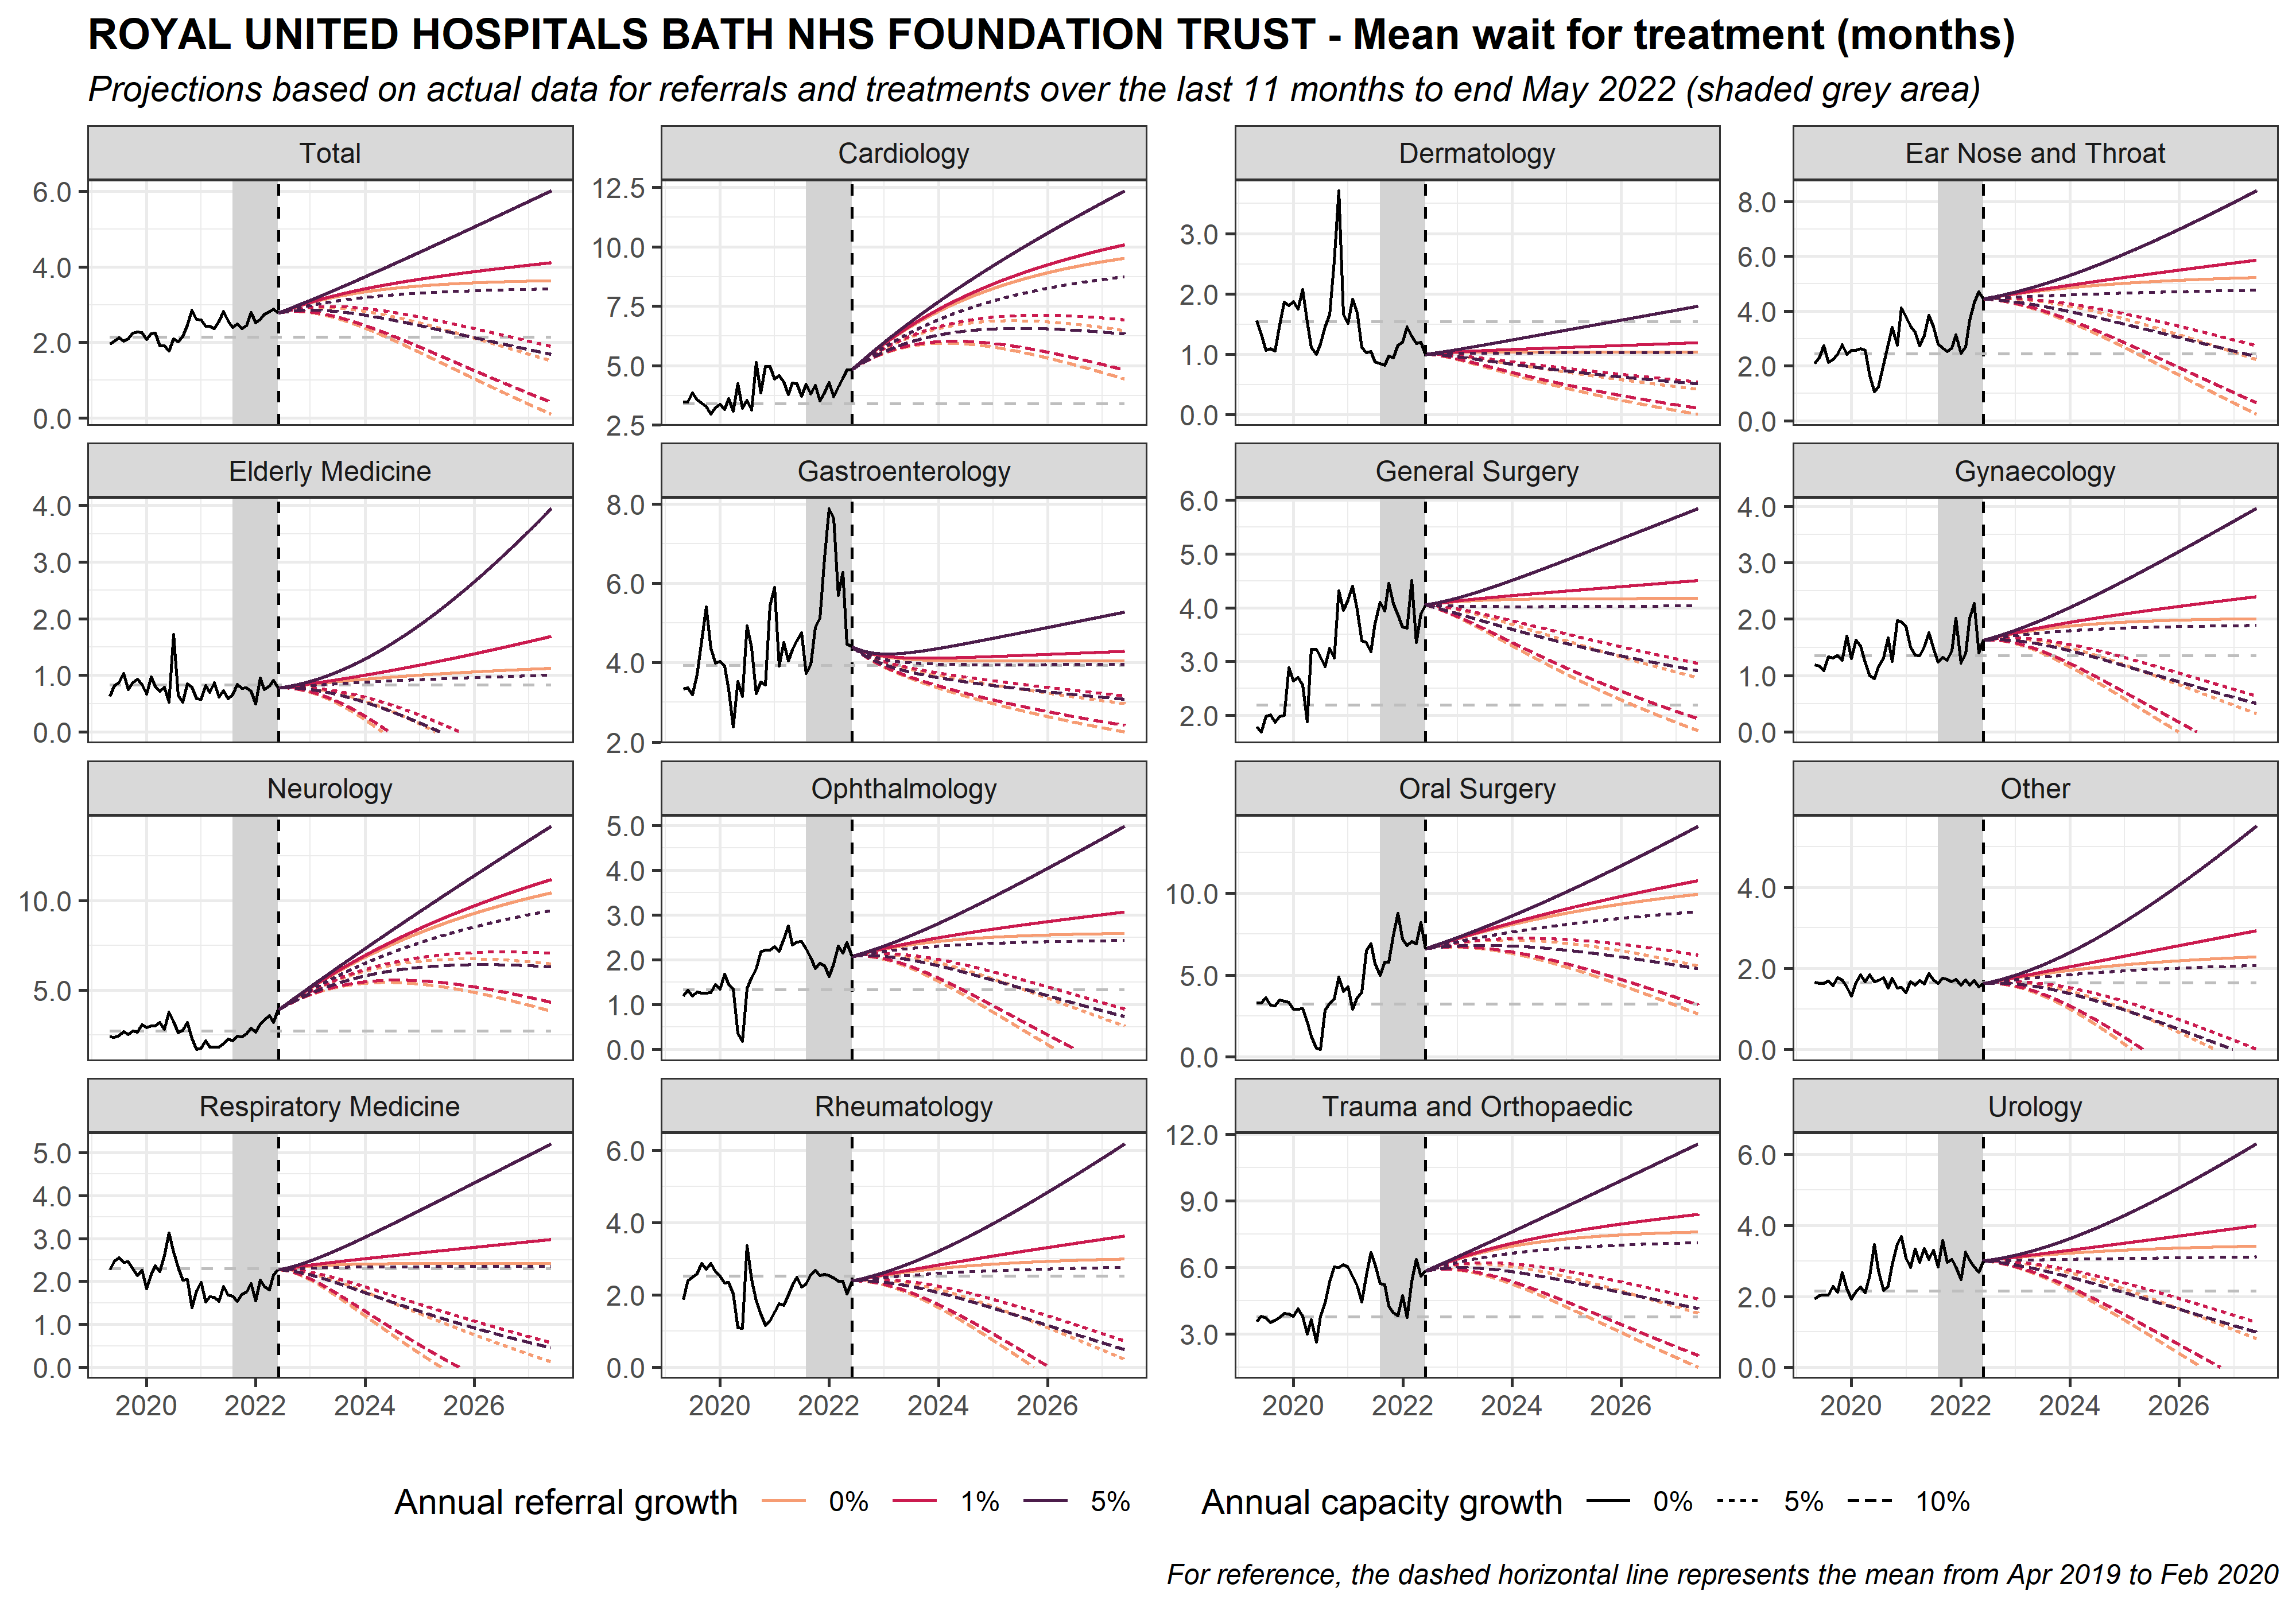 ROYAL UNITED HOSPITALS BATH NHS FOUNDATION TRUST - Mean wait for treatment (months)
Projections based on actual data for referrals and treatments over the last 11 months to end May 2022 (shaded grey area)
Total
Cardiology
Dermatology
Ear Nose and Throat
6.0
4.0
2.0
0.0
12.5
10.0
7.5
5.0
2.5
3.0
2.0
1.0
0.0
8.0
6.0
4.0
2.0
0.0
Elderly Medicine
Gastroenterology
General Surgery
Gynaecology
4.0
3.0
2.0
1.0
0.0
8.0
6.0
4.0
2.0
6.0
5.0
4.0
3.0
2.0
4.0
3.0
2.0
1.0
0.0
Neurology
Ophthalmology
Oral Surgery
Other
10.0
5.0
5.0
4.0
3.0
2.0
1.0
0.0
10.0
5.0
0.0
4.0
2.0
0.0
Respiratory Medicine
Rheumatology
Trauma and Orthopaedic
Urology
5.0
4.0
3.0
2.0
1.0
0.0
6.0
4.0
2.0
0.0
12.0
9.0
6.0
3.0
6.0
4.0
2.0
0.0
2020 2022 2024 2026
2020 2022 2024 2026
2020 2022 2024 2026
2020 2022 2024 2026
Annual referral growth 0% 1% 5%
Annual capacity growth 0% 5% 10%
For reference, the dashed horizontal line represents the mean from Apr 2019 to Feb 2020